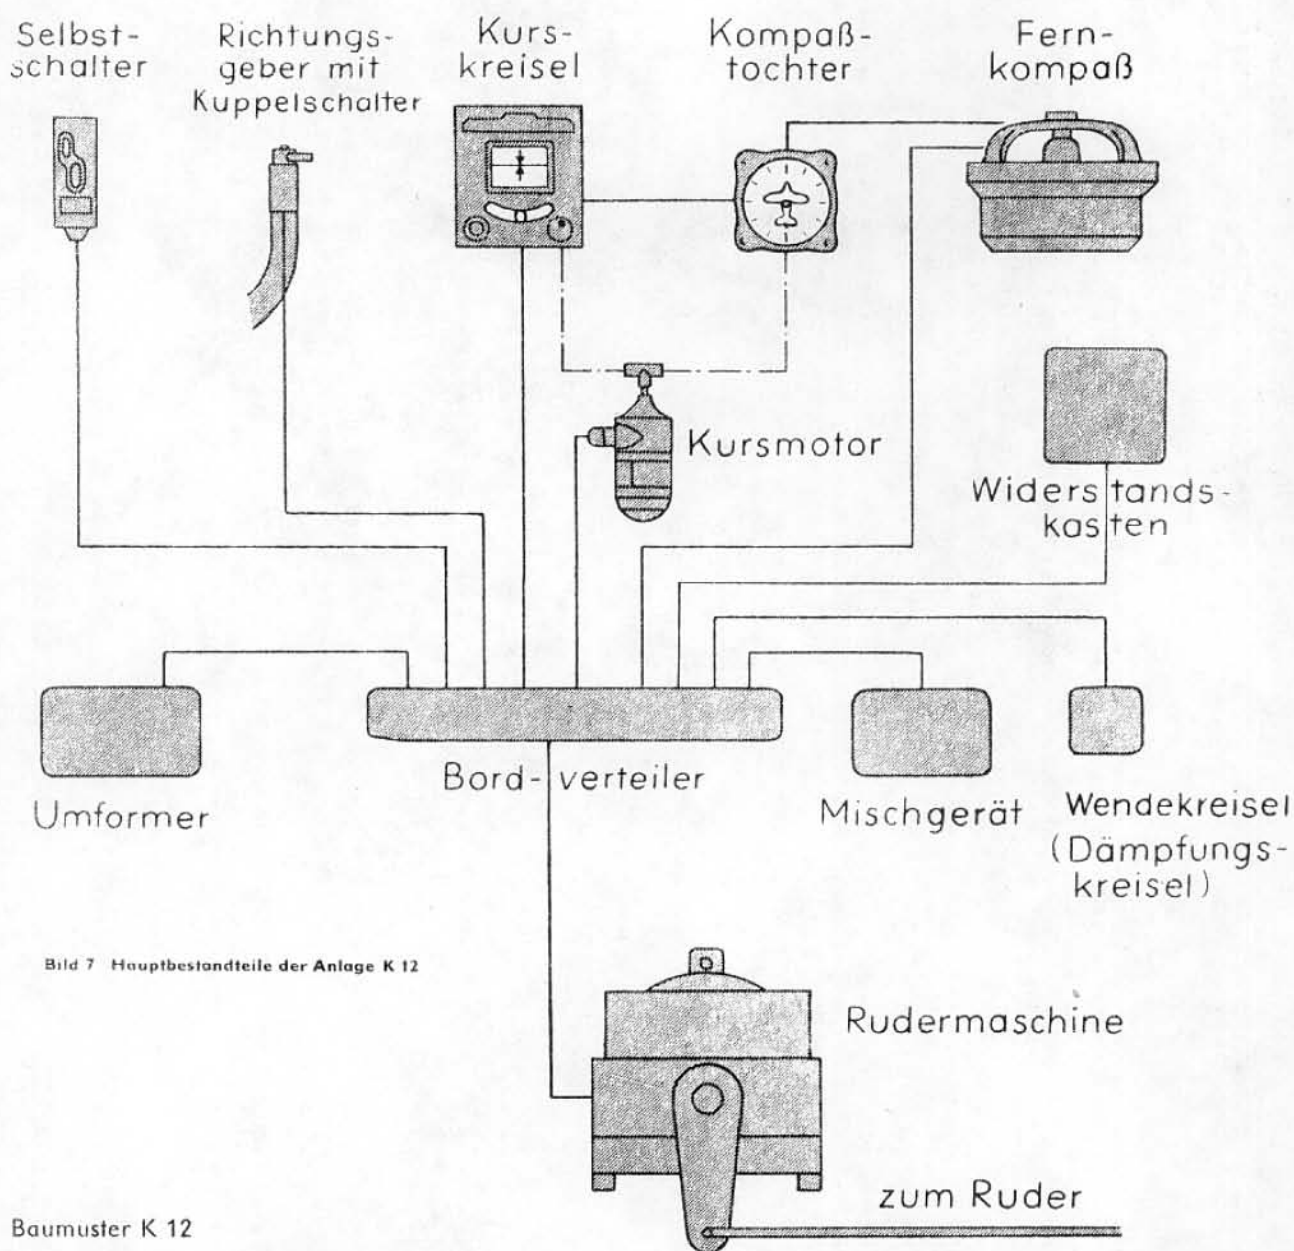 Selbst-
schalter
Richtungs-
geber mit
Kuppelschalter
Kurs-
kreisel
Kompaß-
tochter
Fern-
kompaß
Kursmotor
Widerstands-
kasten
Umformer
Bord-verteiler
Mischgerät
Wendekreisel
(Dämpfungs-
kreisel)
Bild 7 Hauptbestandteile der Anlage K 12
Rudermaschine
zum Ruder
Baumuster K 12